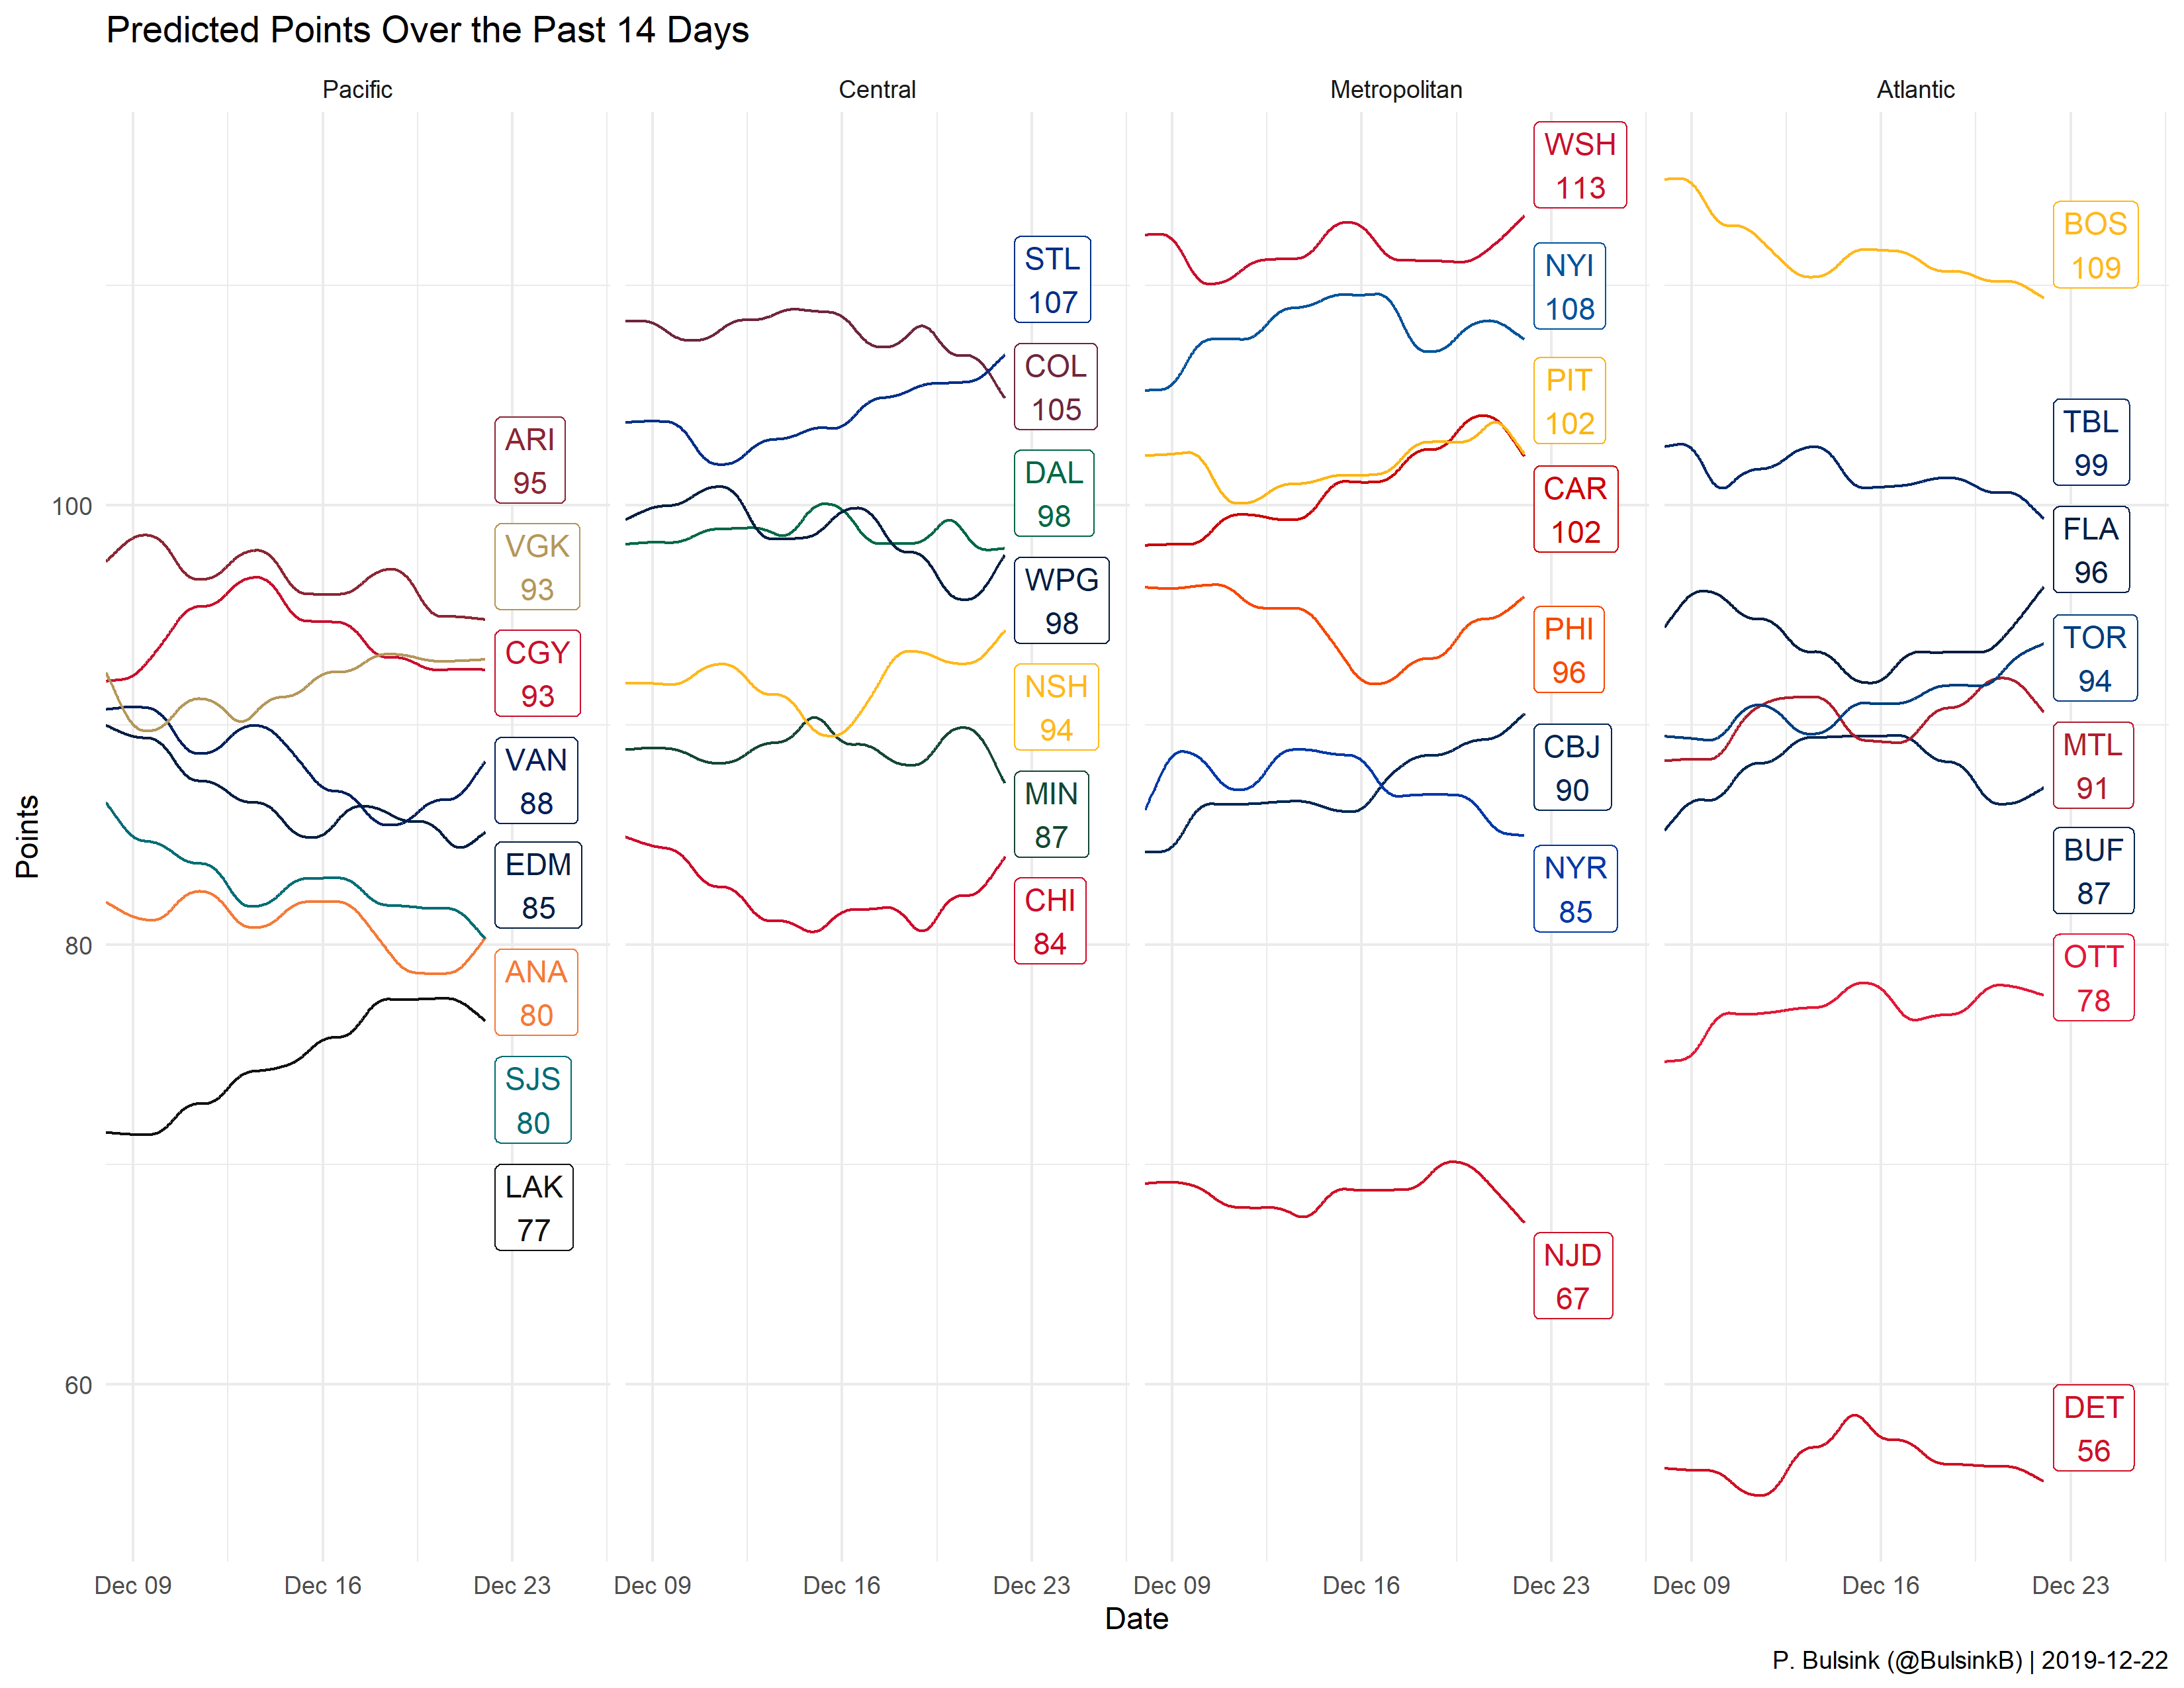 Predicted Points Over the Past 14 Days
Pacific
Central
Metropolitan
Atlantic
Points
100
80
60
ARI
95
VGK
93
CGY
93
VAN
88
EDM
85
ANA
80
SJS
80
LAK
77
STL
107
COL
105
DAL
98
WPG
98
NSH
94
MIN
87
CHI
84
WSH
113
NYI
108
PIT
102
CAR
102
PHI
96
CBJ
90
NYR
85
NJD
67
BOS
109
TBL
99
FLA
96
TOR
94
MTL
91
BUF
87
OTT
78
DET
56
Dec 09 Dec 16 Dec 23 Dec 09 Dec 16 Dec 23 Dec 09 Dec 16 Dec 23 Dec 09 Dec 16 Dec 23
Date
P. Bulsink (@BulsinkB) | 2019-12-22